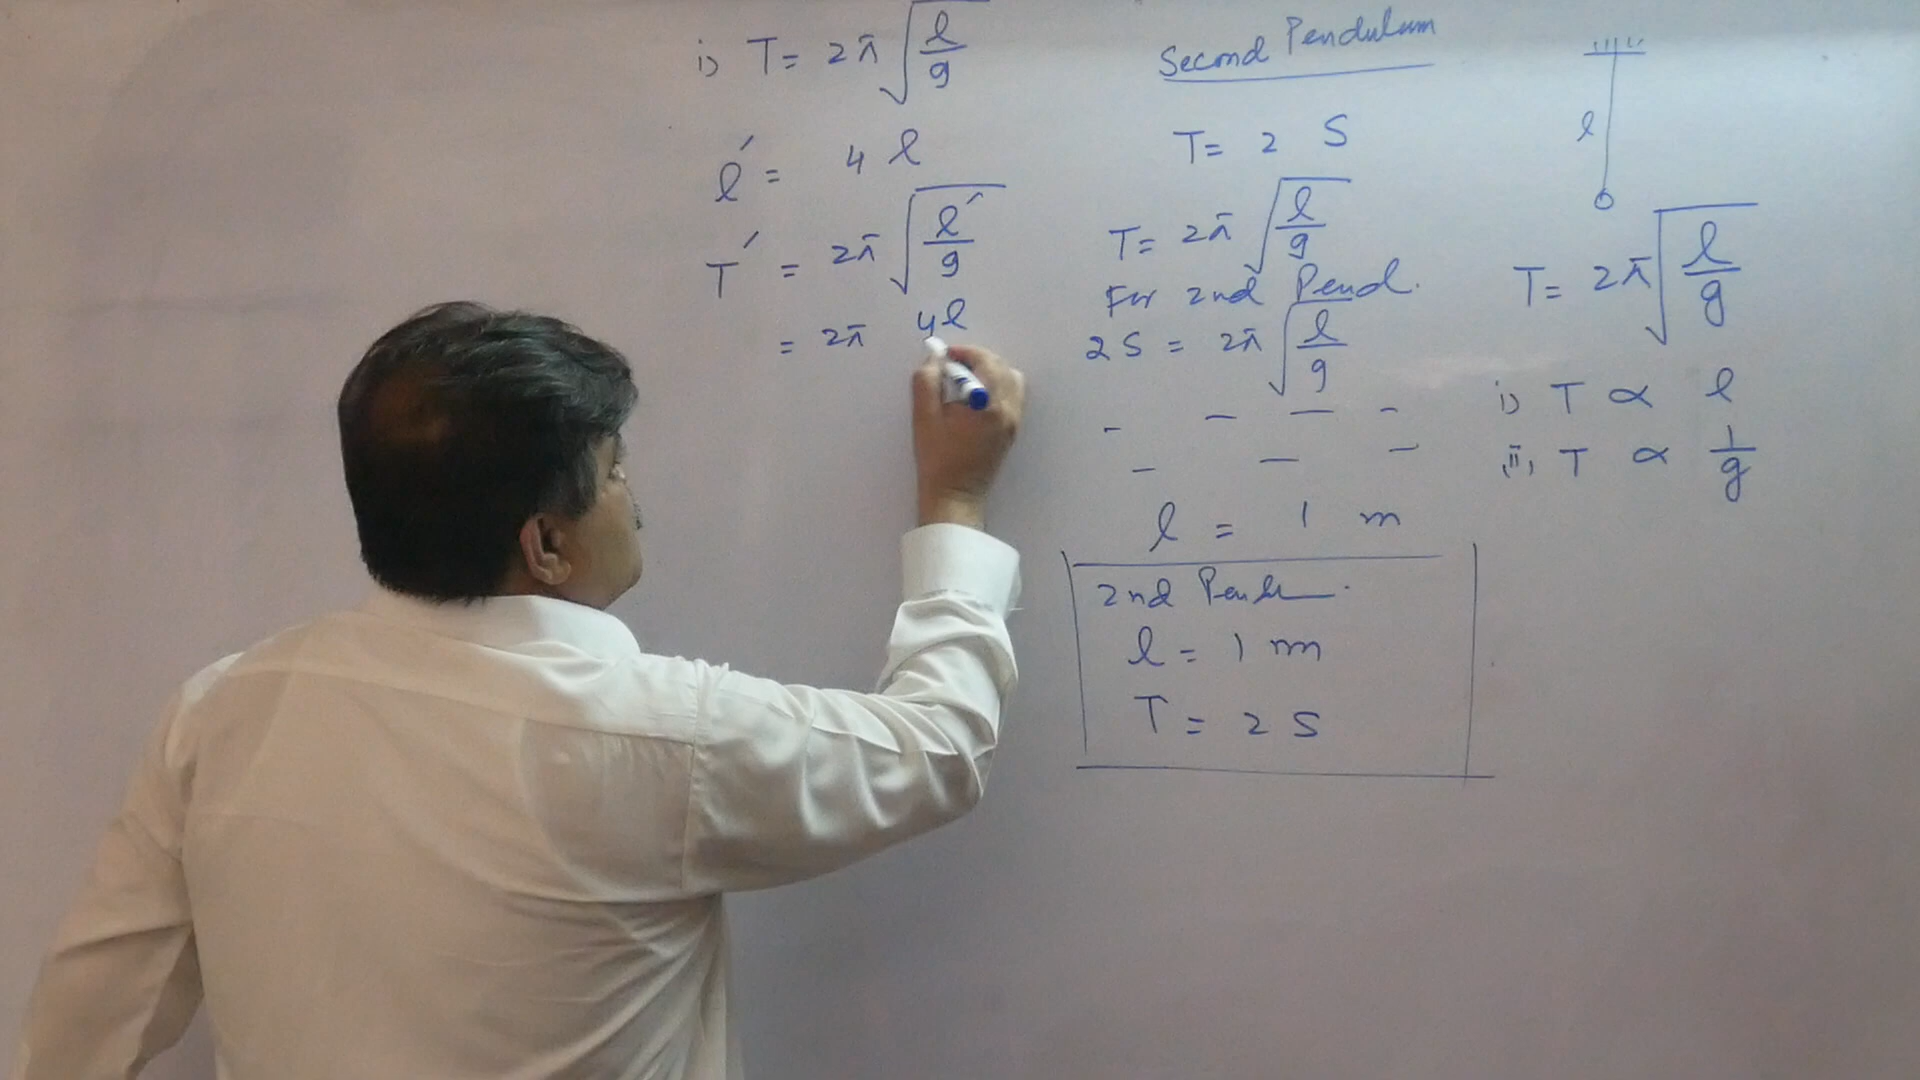 i) T = 2π √(l/g)
l′ = 4 l
T′ = 2π √(l′/g)
= 2π 4l
Second Pendulum
T = 2 S
T = 2π √(l/g)
For 2nd Pend.
2 S = 2π √(l/g)
- - - -
- - -
l = 1 m
2nd
l = 1 m
T = 2 S
l
T = 2π √(l/g)
i) T ∝ l
ii) T ∝ 1/g